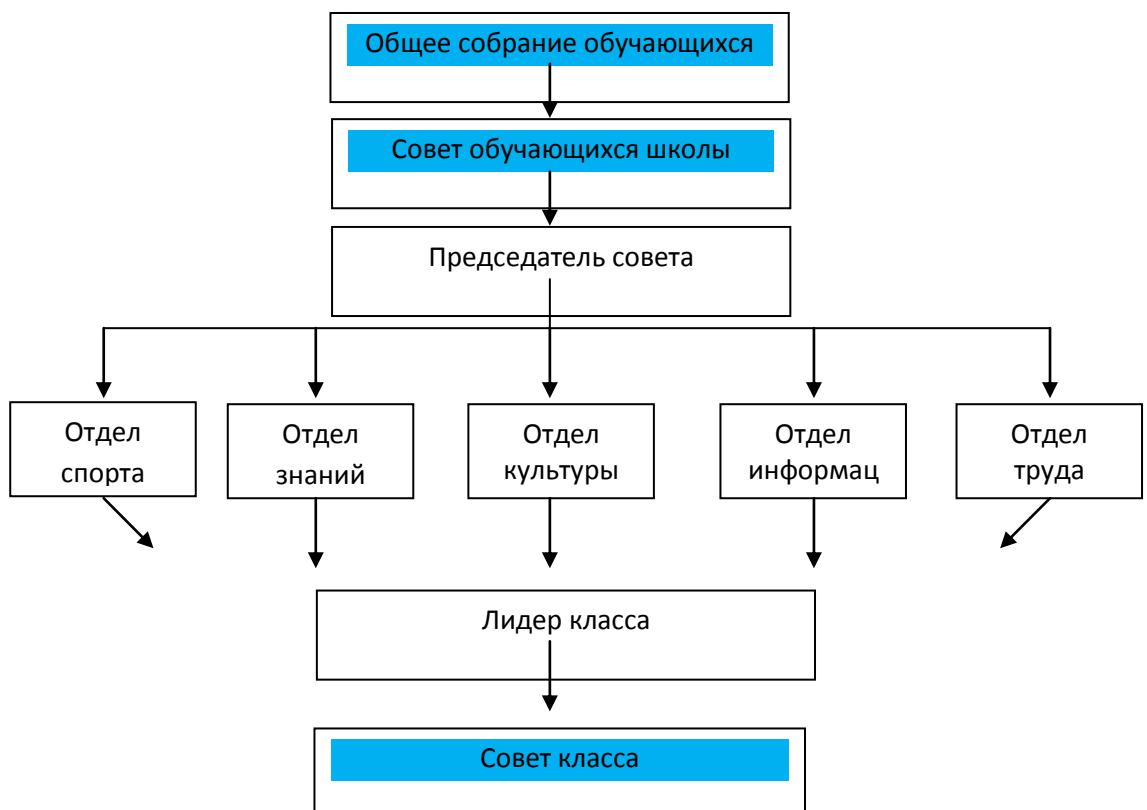 Общее собрание обучающихся
Совет обучающихся школы
Председатель совета
Отдел
спорта
Отдел
знаний
Отдел
культуры
Отдел
информац
Отдел
труда
Лидер класса
Совет класса